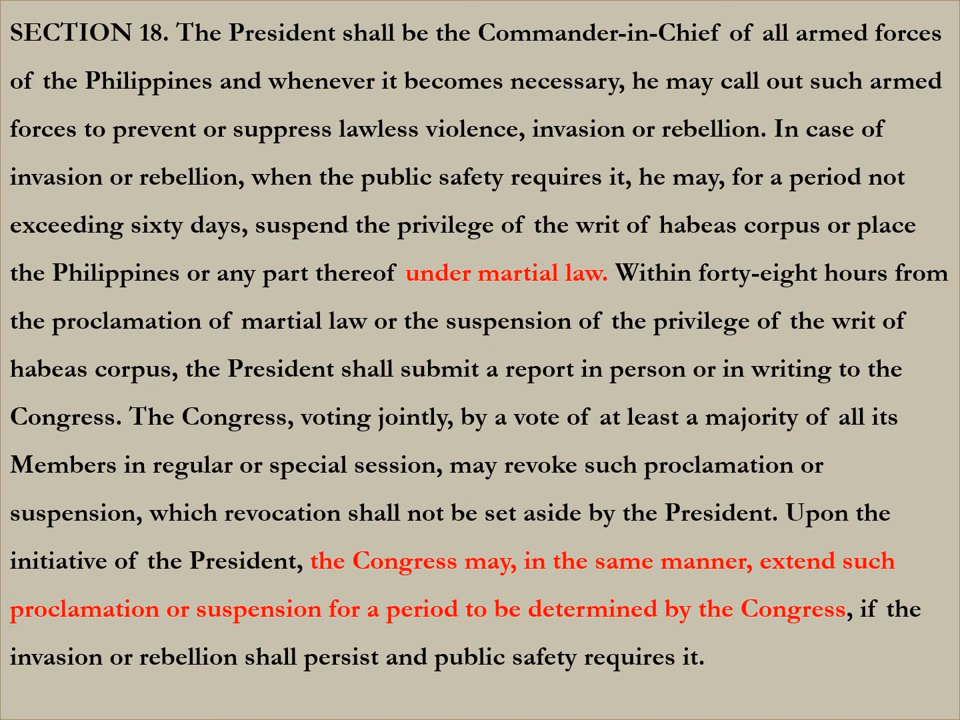 SECTION 18. The President shall be the Commander-in-Chief of all armed forces
of the Philippines and whenever it becomes necessary, he may call out such armed
forces to prevent or suppress lawless violence, invasion or rebellion. In case of
invasion or rebellion, when the public safety requires it, he may, for a period not
exceeding sixty days, suspend the privilege of the writ of habeas corpus or place
the Philippines or any part thereof under martial law. Within forty-eight hours from
the proclamation of martial law or the suspension of the privilege of the writ of
habeas corpus, the President shall submit a report in person or in writing to the
Congress. The Congress, voting jointly, by a vote of at least a majority of all its
Members in regular or special session, may revoke such proclamation or
suspension, which revocation shall not be set aside by the President. Upon the
initiative of the President, the Congress may, in the same manner, extend such
proclamation or suspension for a period to be determined by the Congress, if the
invasion or rebellion shall persist and public safety requires it.